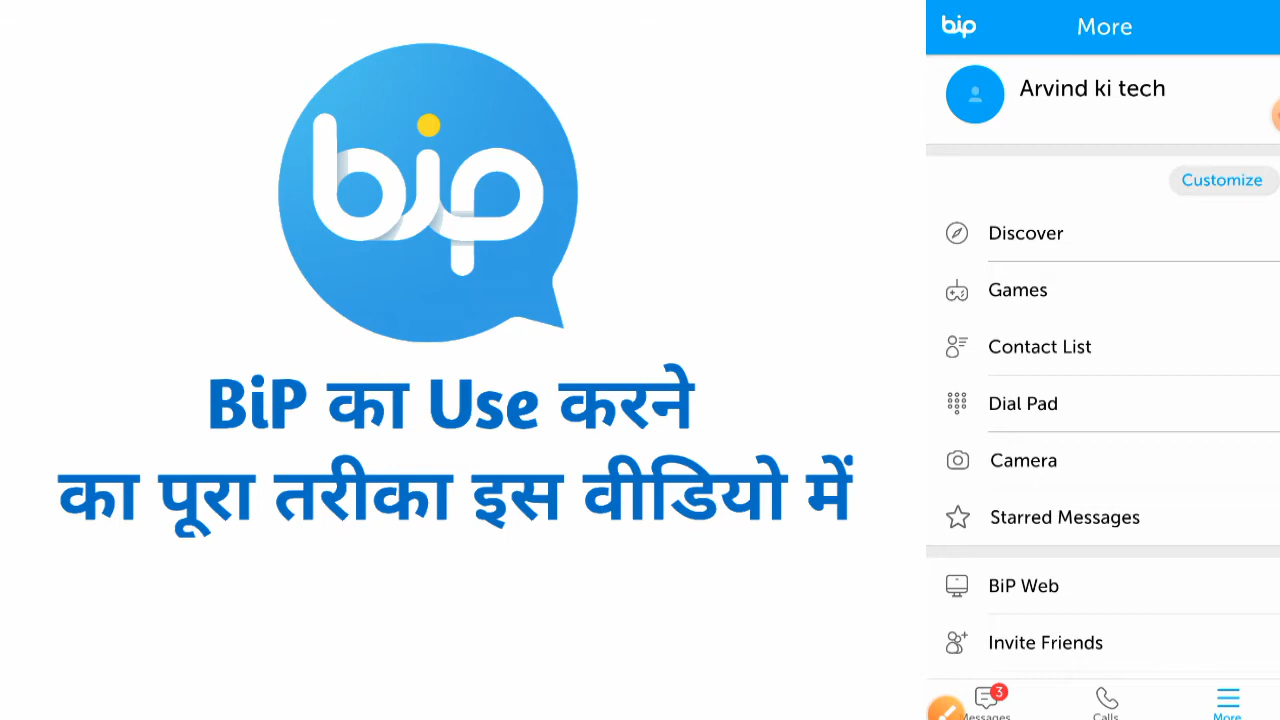 bip
BiP का Use करने
का पूरा तरीका इस वीडियो में
bip
More
Arvind ki tech
Customize
Discover
Games
Contact List
Dial Pad
Camera
Starred Messages
BiP Web
Invite Friends
3
Messages
Calls
More